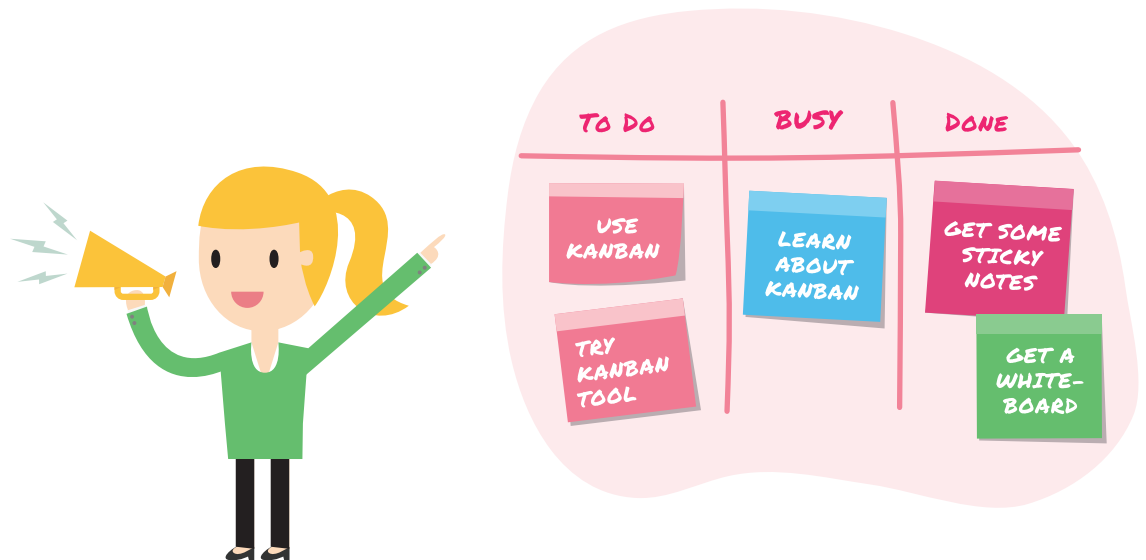 TO DO
BUSY
DONE
USE
KANBAN
TRY
KANBAN
TOOL
LEARN
ABOUT
KANBAN
GET SOME
STICKY
NOTES
GET A
WHITE-
BOARD